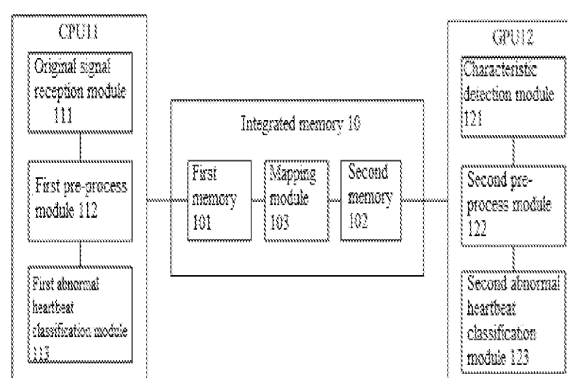 CPU11
Original signal
reception module
111
First pre-process
module 112
First abnormal
heartbeat
classification module
113
Integrated memory 10
First
memory
101
Mapping
module
103
Second
memory
102
GPU12
Characteristic
detection module
121
Second pre-
process module
122
Second abnormal
heartbeat
classification
module 123